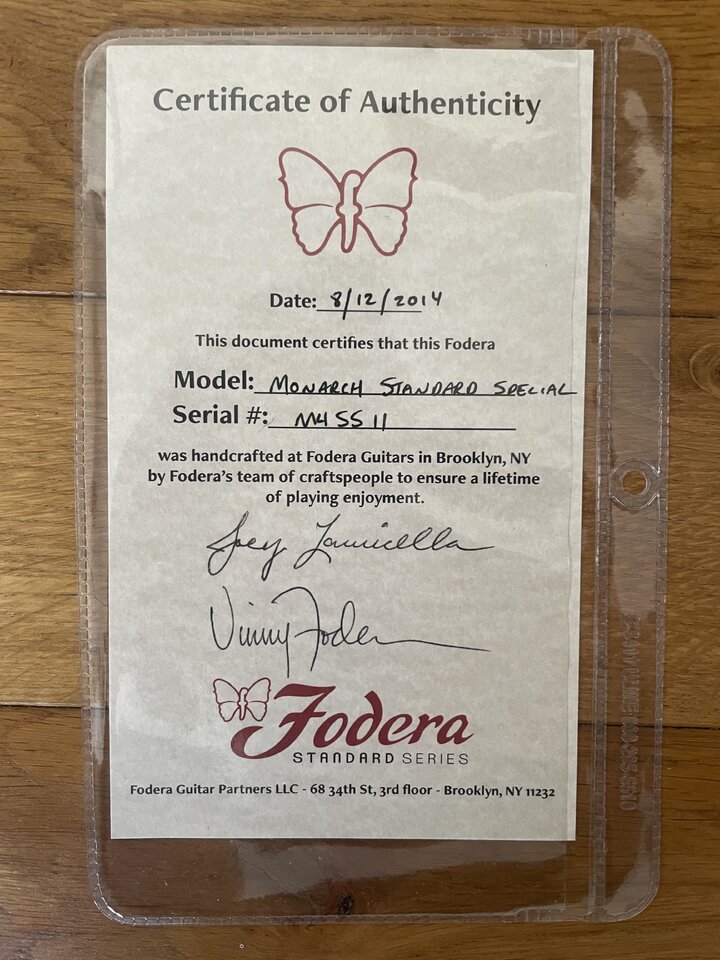 Certificate of Authenticity
Date: 8/12/2014
This document certifies that this Fodera
Model: MONARCH STANDARD SPECIAL
Serial #: M4SS11
was handcrafted at Fodera Guitars in Brooklyn, NY
by Fodera's team of craftspeople to ensure a lifetime
of playing enjoyment.
Joey Lauricella
Vinny Fodera
Fodera
STANDARD SERIES
Fodera Guitar Partners LLC - 68 34th St, 3rd floor - Brooklyn, NY 11232